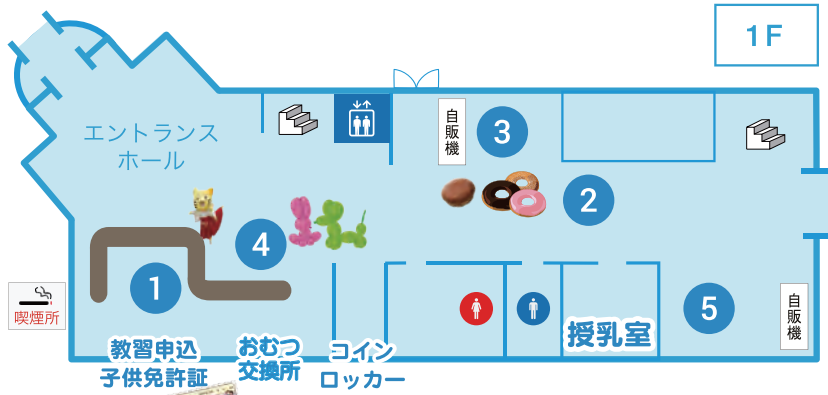 1F
エントランス
ホール
自販機
3
2
4
1
5
自販機
喫煙所
授乳室
教習申込
子供免許証
おむつ
交換所
コイン
ロッカー